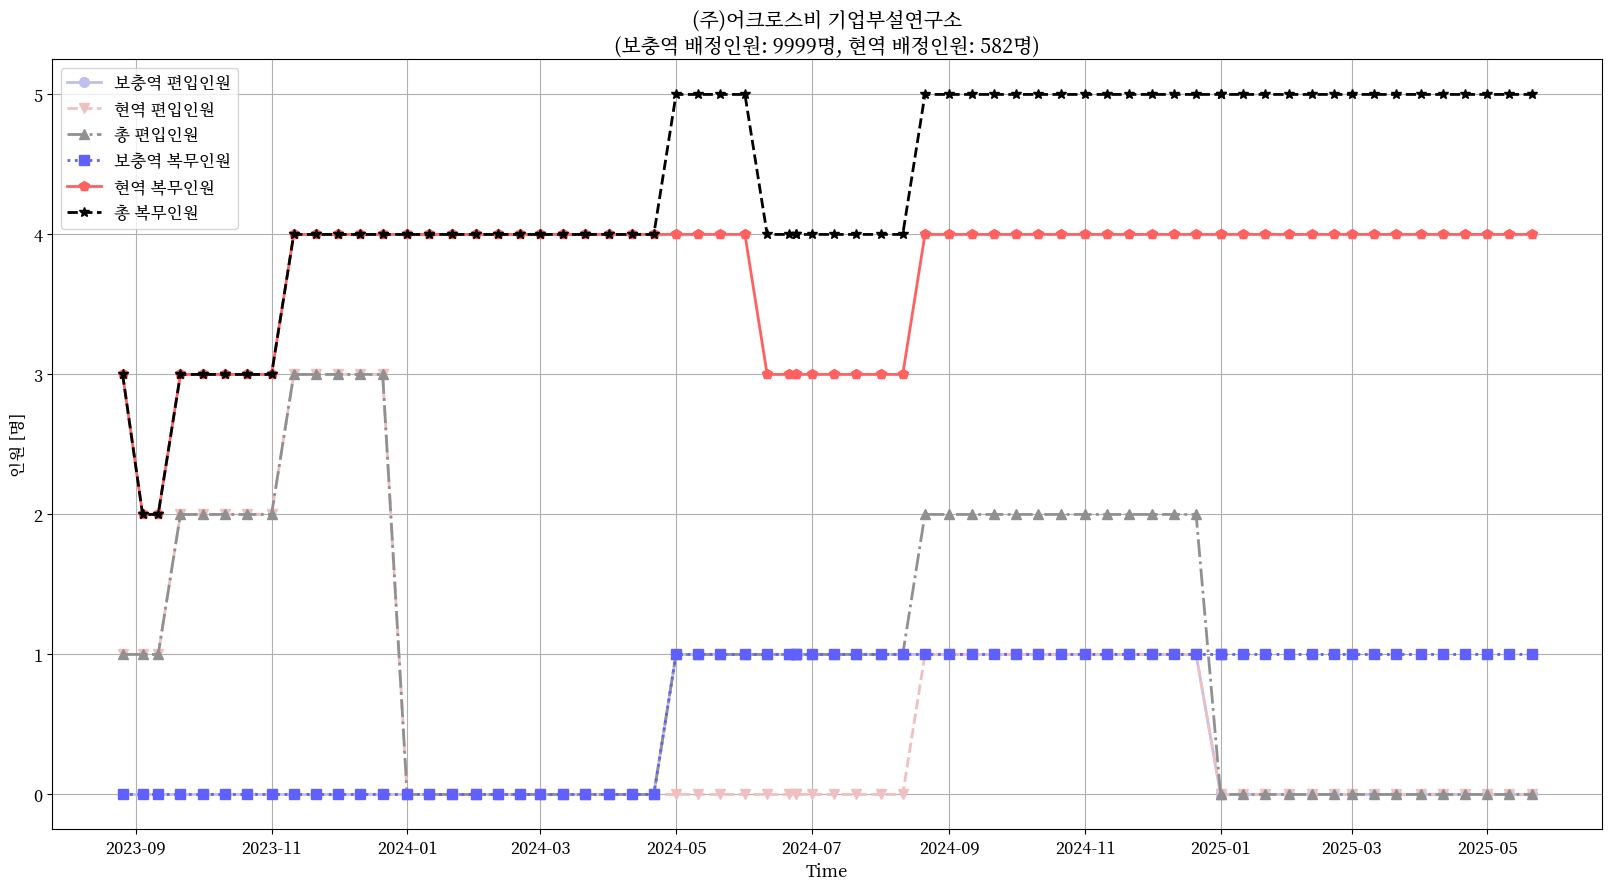 (주)어크로스비 기업부설연구소
(보충역 배정인원: 9999명, 현역 배정인원: 582명)
보충역 편입인원
현역 편입인원
총 편입인원
보충역 복무인원
현역 복무인원
총 복무인원
인원 [명]
5
4
3
2
1
0
2023-09 2023-11 2024-01 2024-03 2024-05 2024-07 2024-09 2024-11 2025-01 2025-03 2025-05
Time